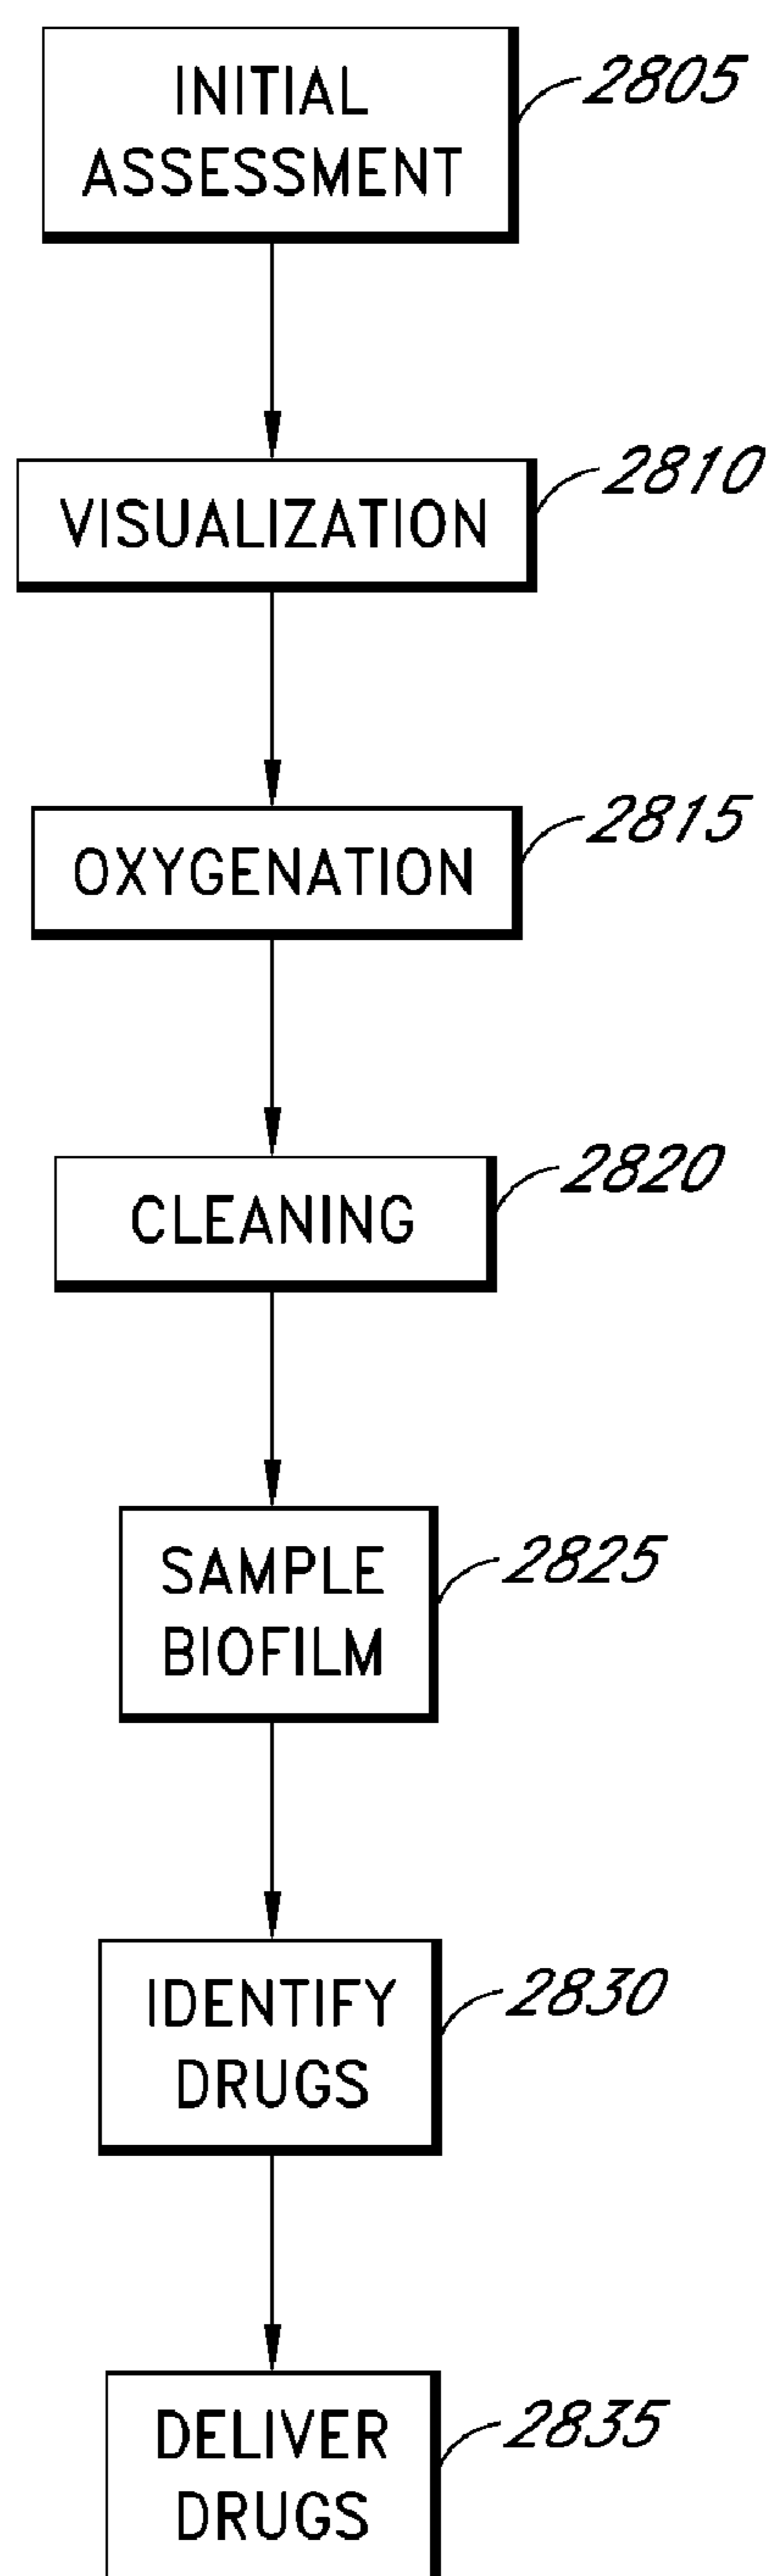 INITIAL
ASSESSMENT
2805
VISUALIZATION
2810
OXYGENATION
2815
CLEANING
2820
SAMPLE
BIOFILM
2825
IDENTIFY
DRUGS
2830
DELIVER
DRUGS
2835